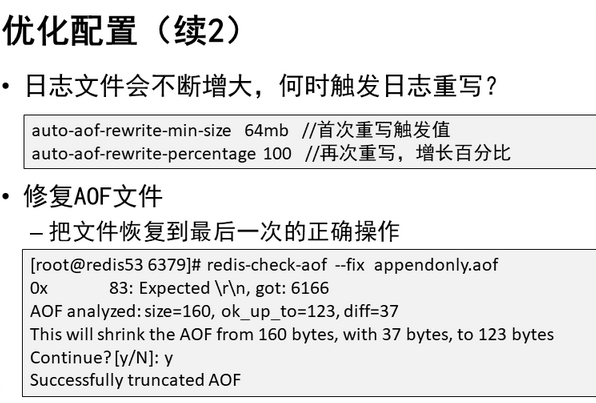 优化配置（续2）
• 日志文件会不断增大，何时触发日志重写？
auto-aof-rewrite-min-size 64mb //首次重写触发值
auto-aof-rewrite-percentage 100 //再次重写，增长百分比
• 修复AOF文件
– 把文件恢复到最后一次的正确操作
[root@redis53 6379]# redis-check-aof --fix appendonly.aof
0x 83: Expected \r\n, got: 6166
AOF analyzed: size=160, ok_up_to=123, diff=37
This will shrink the AOF from 160 bytes, with 37 bytes, to 123 bytes
Continue? [y/N]: y
Successfully truncated AOF